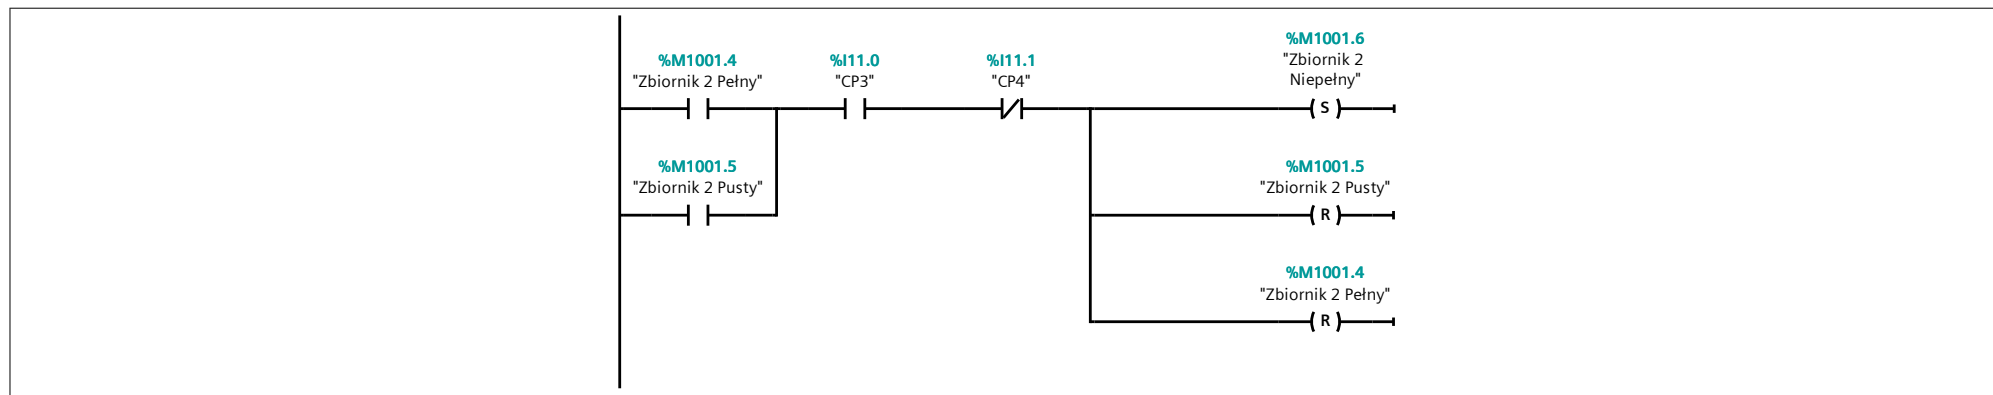 %M1001.4
"Zbiornik 2 Pełny"
%I11.0
"CP3"
%I11.1
"CP4"
%M1001.6
"Zbiornik 2
Niepełny"
S
%M1001.5
"Zbiornik 2 Pusty"
%M1001.5
"Zbiornik 2 Pusty"
R
%M1001.4
"Zbiornik 2 Pełny"
R